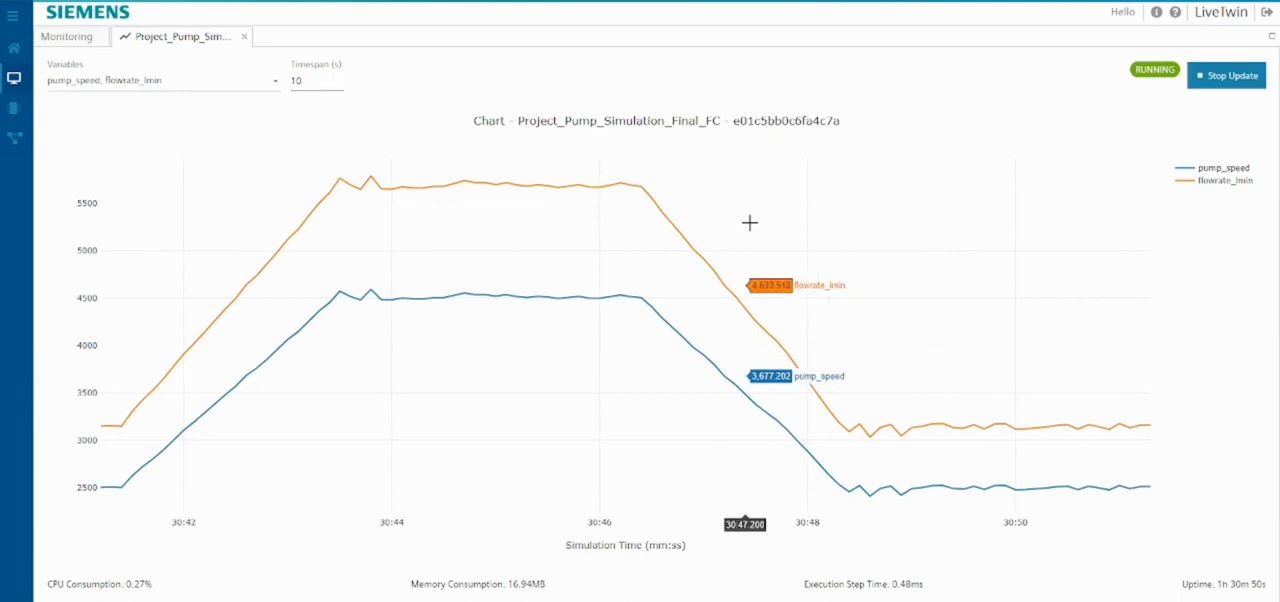 SIEMENS
Hello LiveTwin
Monitoring Project_Pump_Sim...
Variables Timespan (s)
pump_speed, flowrate_lmin 10
RUNNING Stop Update
Chart - Project_Pump_Simulation_Final_FC - e01c5bb0c6fa4c7a
pump_speed
flowrate_lmin
5500
5000
4,633.518 flowrate_lmin
4500
4000
3,677.202 pump_speed
3500
3000
2500
30:42 30:44 30:46 30:47.200 30:48 30:50
Simulation Time (mm:ss)
CPU Consumption: 0.27% Memory Consumption: 16.94MB Execution Step Time: 0.48ms Uptime: 1h 30m 50s